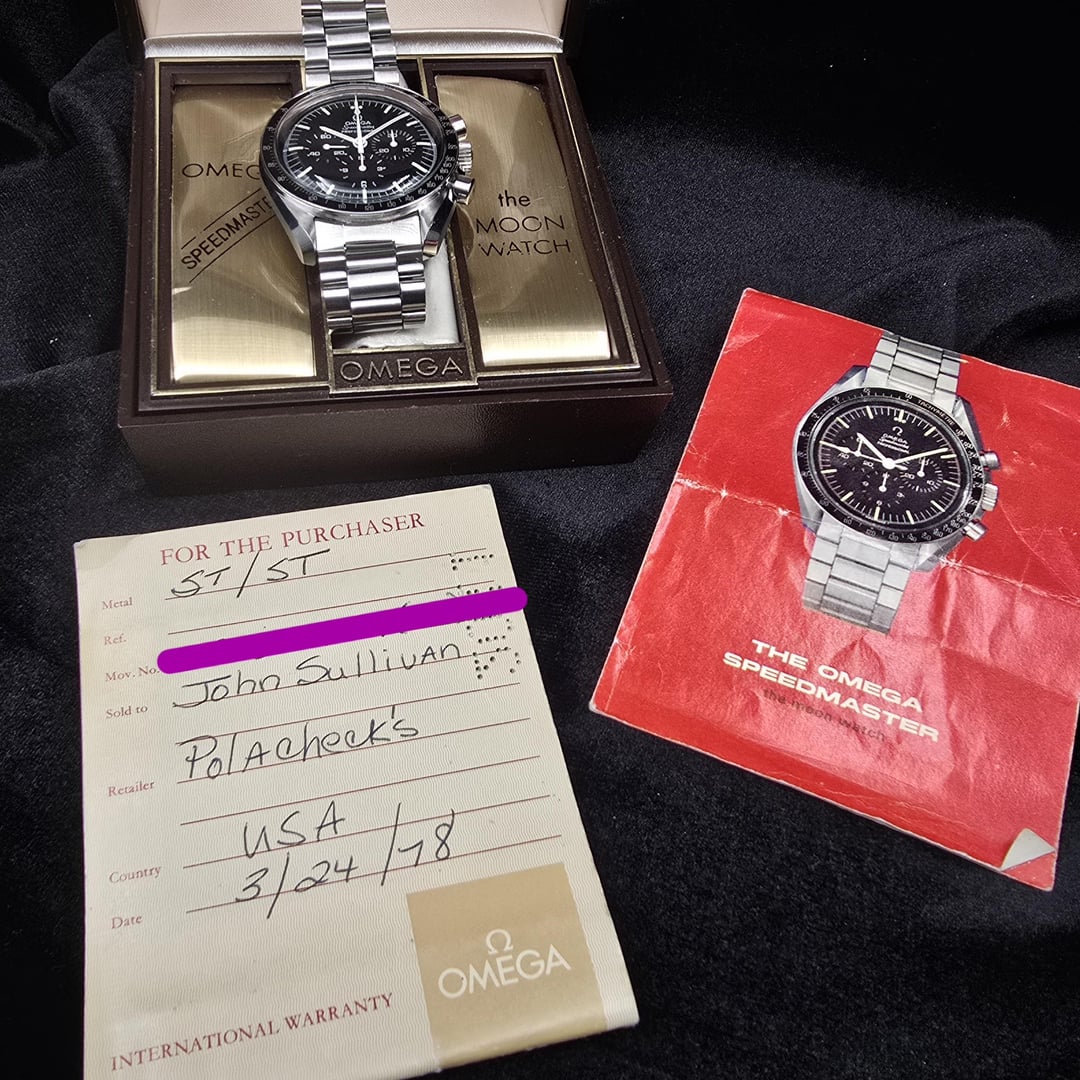 OMEGA
SPEEDMASTER
the
MOON
WATCH
OMEGA
FOR THE PURCHASER
Metal ST/ST
Ref.
Mov. No.
Sold to John Sullivan
Retailer Polacheck's
Country USA
Date 3/24/78
OMEGA
INTERNATIONAL WARRANTY
OMEGA
THE OMEGA
SPEEDMASTER
the moon watch